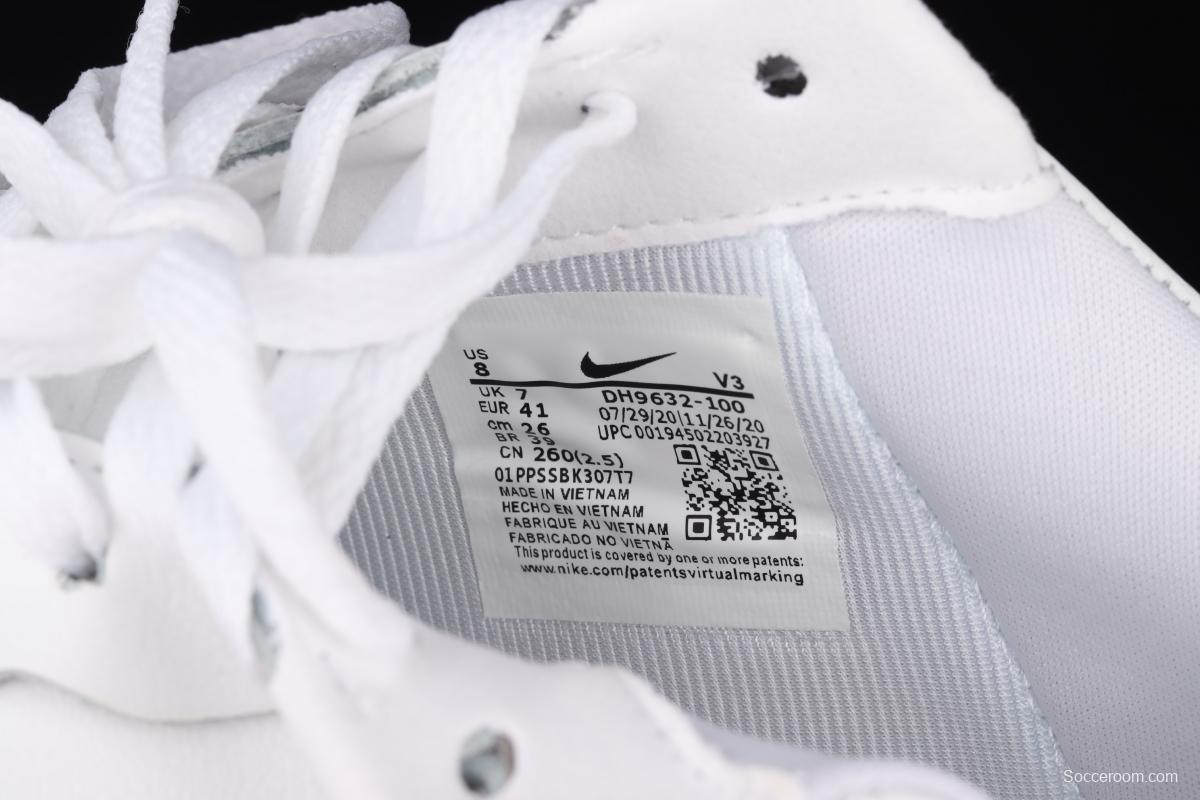 US
8
V3
UK 7
EUR 41
cm 26
BR 39
CN 260(2.5)
DH9632-100
07/29/20|11/26/20
UPC 00194502203927
01PPSSBK307T7
MADE IN VIETNAM
HECHO EN VIETNAM
FABRIQUE AU VIETNAM
FABRICADO NO VIETNÃ
This product is covered by one or more patents:
www.nike.com/patentsvirtualmarking
Socceroom.com